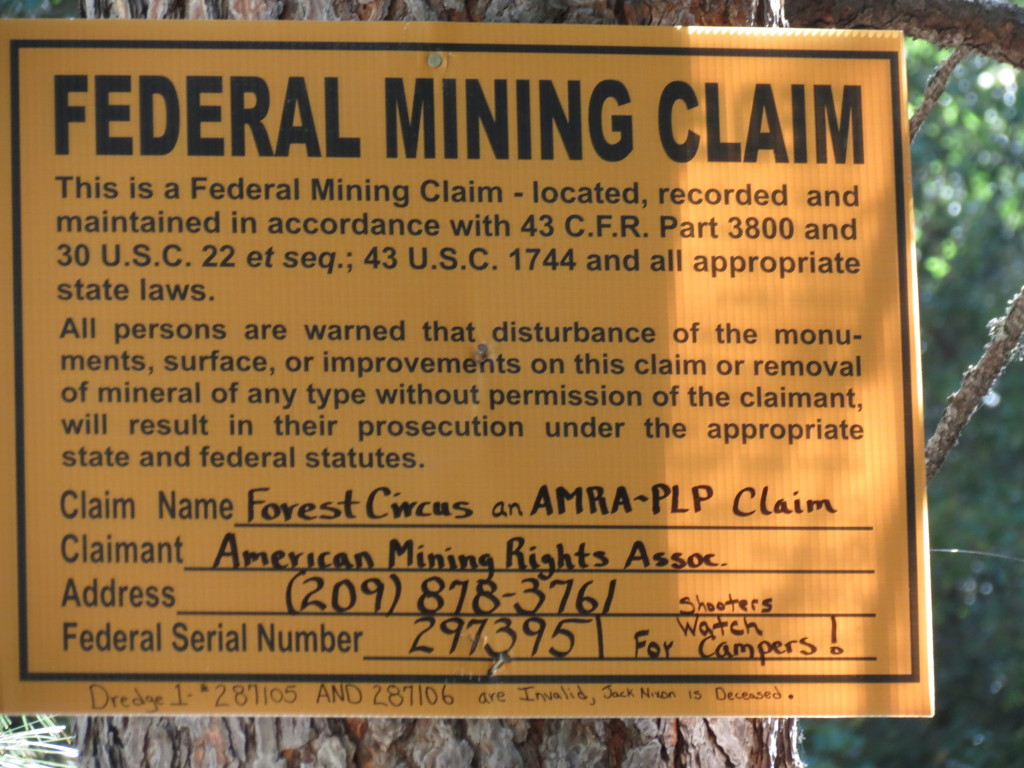 FEDERAL MINING CLAIM
This is a Federal Mining Claim - located, recorded and
maintained in accordance with 43 C.F.R. Part 3800 and
30 U.S.C. 22 et seq.; 43 U.S.C. 1744 and all appropriate
state laws.
All persons are warned that disturbance of the monu-
ments, surface, or improvements on this claim or removal
of mineral of any type without permission of the claimant,
will result in their prosecution under the appropriate
state and federal statutes.
Claim Name Forest Circus an AMRA-PLP Claim
Claimant American Mining Rights Assoc.
Address (209) 878-3761
Federal Serial Number 297395
Shooters
Watch
For Campers!
Dredge 1-* 287105 AND 287106 are Invalid, Jack Nixon is Deceased.